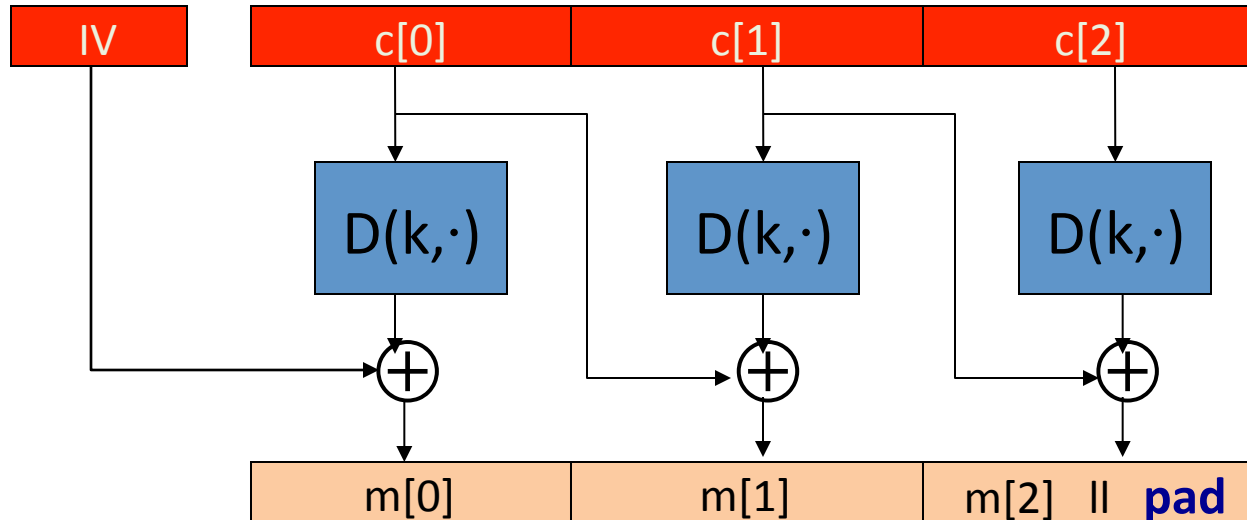 IV c[0] c[1] c[2]
D(k,·) D(k,·) D(k,·)
m[0] m[1] m[2] ll pad